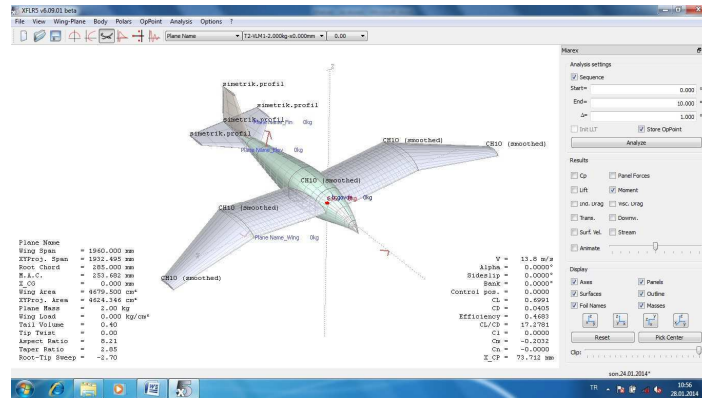 XFLR5 v6.09.01 beta
File View Wing-Plane Body Polars OpPoint Analysis Options ?
Plane Name T2-VLM1-2.000kg-x0.000mm 0.00
Marex
Analysis settings
Sequence
Start= 0.000 °
End= 10.000 °
Δ= 1.000 °
Init LLT Store OpPoint
Analyze
Results
Cp Panel Forces
Lift Moment
Ind. Drag Visc. Drag
Trans. Downw.
Surf. Vel. Stream
Animate
Display
Axes Panels
Surfaces Outline
Foil Names Masses
Reset Pick Center
Clip:
son.24.01.2014*
simetrik.profil
simetrik.profil
simetrik.profil
Plane Name_Fin 0kg
simetrik.profil
Plane Name_Elev 0kg
CH10 (smoothed)
CH10 (smoothed)
CH10 (smoothed)
0kg
CH10 (smoothed)
Plane Name_Wing 0kg
CH10 (smoothed)
Plane Name
Wing Span = 1960.000 mm
XYProj. Span = 1932.495 mm
Root Chord = 285.000 mm
M.A.C. = 253.682 mm
X_CG = 0.000 mm
Wing Area = 4679.500 cm²
XYProj. Area = 4624.346 cm²
Plane Mass = 2.00 kg
Wing Load = 0.000 kg/cm²
Tail Volume = 0.40
Tip Twist = 0.00
Aspect Ratio = 8.21
Taper Ratio = 2.85
Root-Tip Sweep = -2.70
V = 13.8 m/s
Alpha = 0.0000°
Sideslip = 0.0000°
Bank = 0.0000°
Control pos. = 0.0000
CL = 0.6991
CD = 0.0405
Efficiency = 0.4683
CL/CD = 17.2781
Cl = 0.0000
Cm = -0.2032
Cn = -0.0000
X_CP = 73.712 mm
TR 10:56
28.01.2014